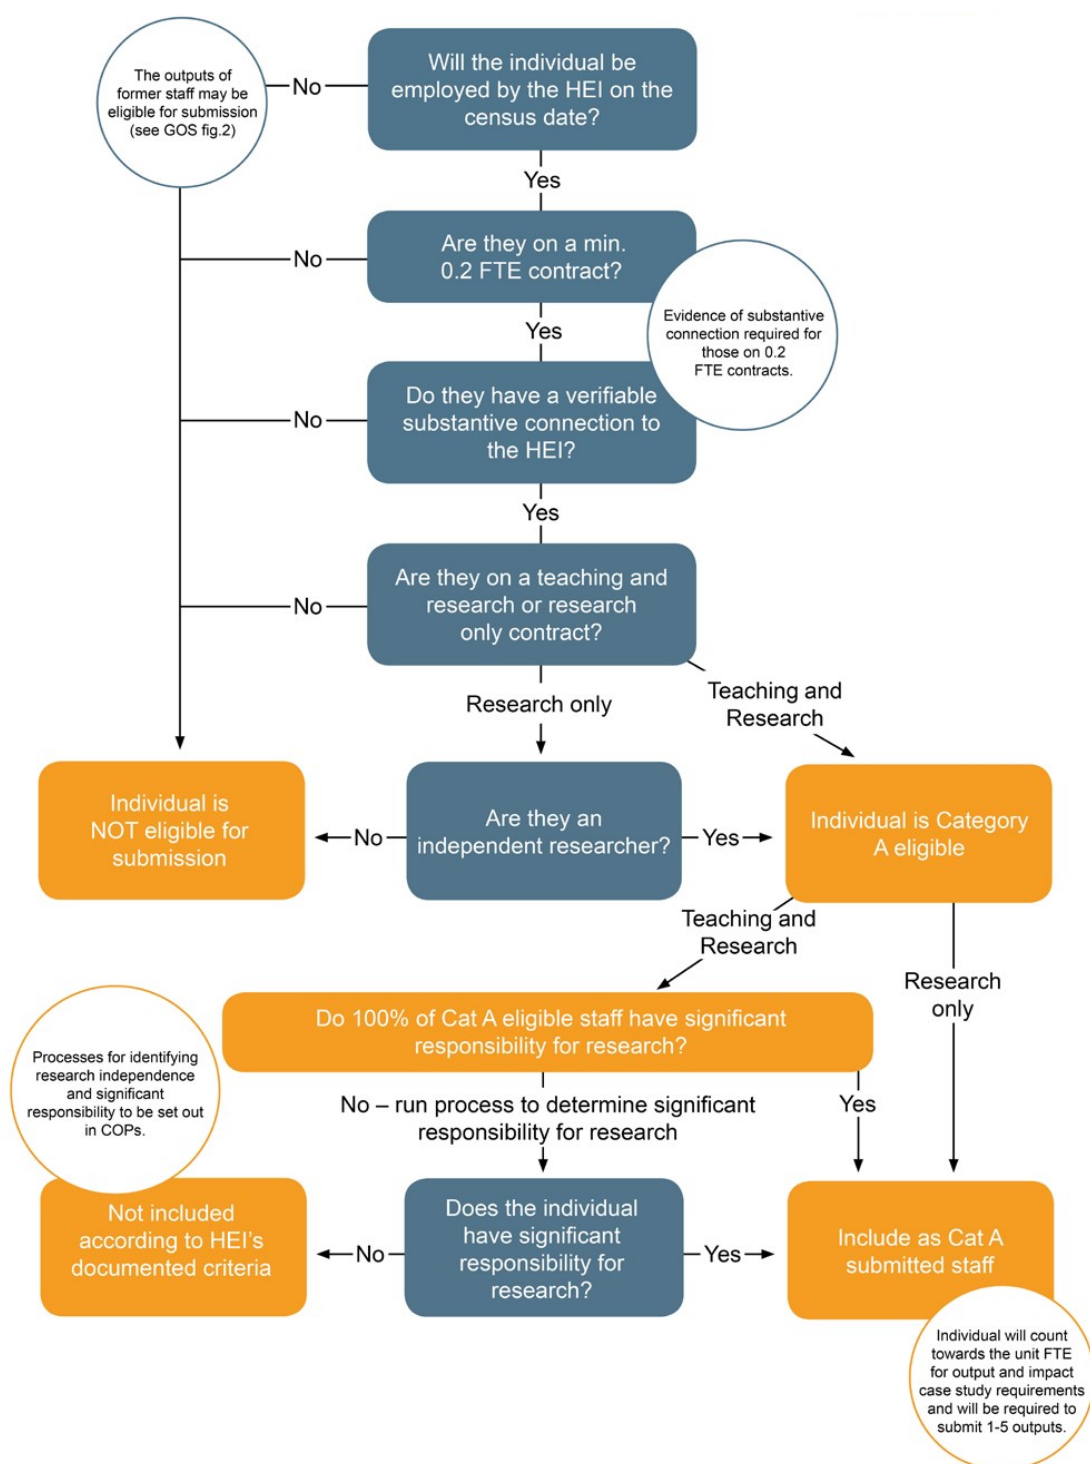 The outputs of
former staff may be
eligible for submission
(see GOS fig.2)
No
Will the individual be
employed by the HEI on the
census date?
Yes
No
Are they on a min.
0.2 FTE contract?
Evidence of substantive
connection required for
those on 0.2
FTE contracts.
Yes
No
Do they have a verifiable
substantive connection to
the HEI?
Yes
No
Are they on a teaching and
research or research
only contract?
Research only
Teaching and
Research
Individual is
NOT eligible for
submission
No
Are they an
independent researcher?
Yes
Individual is Category
A eligible
Teaching and
Research
Research
only
Do 100% of Cat A eligible staff have significant
responsibility for research?
Processes for identifying
research independence
and significant
responsibility to be set out
in COPs.
No – run process to determine significant
responsibility for research
Yes
Not included
according to HEI's
documented criteria
No
Does the individual
have significant
responsibility for
research?
Yes
Include as Cat A
submitted staff
Individual will count
towards the unit FTE
for output and impact
case study requirements
and will be required to
submit 1-5 outputs.